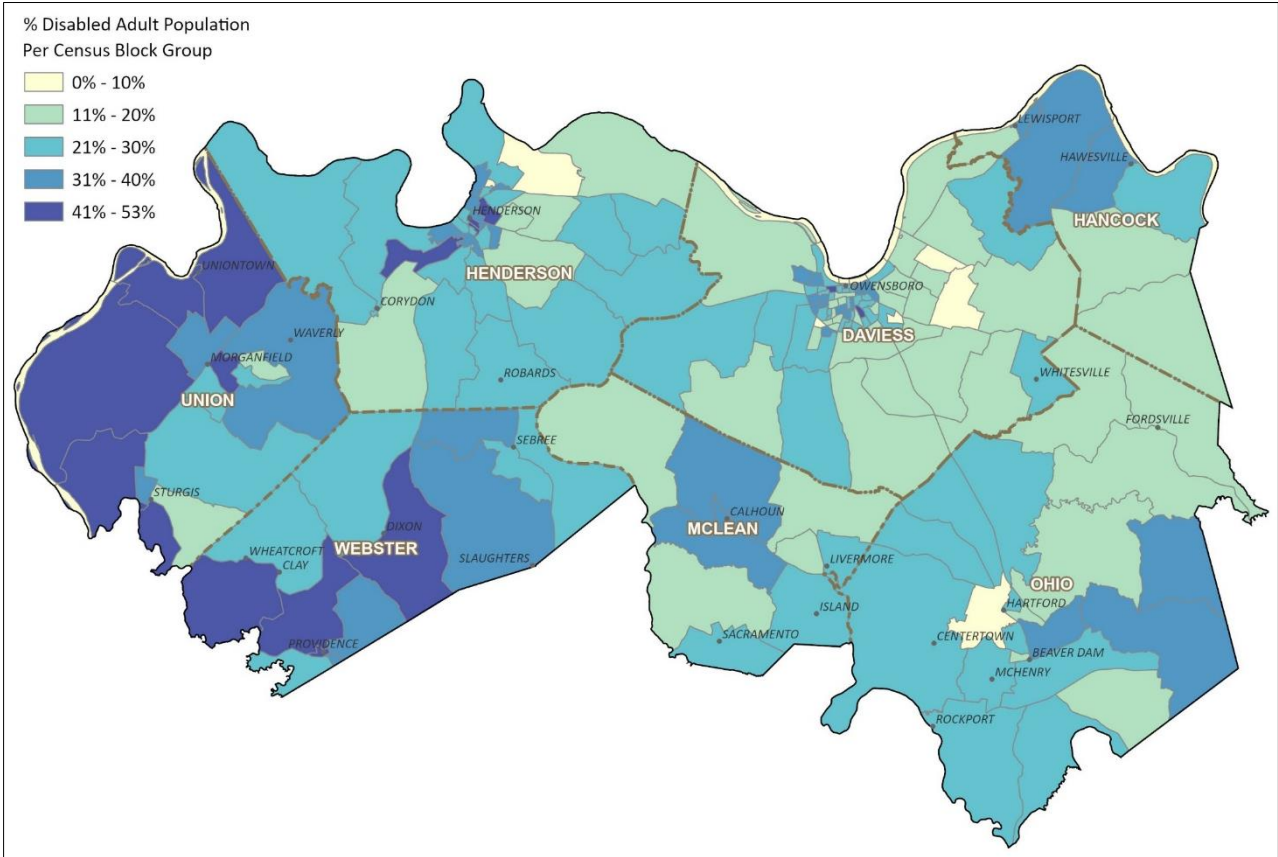 % Disabled Adult Population
Per Census Block Group
0% - 10%
11% - 20%
21% - 30%
31% - 40%
41% - 53%
LEWISPORT
HAWESVILLE
HANCOCK
HENDERSON
UNIONTOWN
HENDERSON
OWENSBORO
CORYDON
WAVERLY
DAVIESS
MORGANFIELD
ROBARDS
WHITESVILLE
UNION
FORDSVILLE
SEBREE
STURGIS
CALHOUN
DIXON
MCLEAN
WEBSTER
WHEATCROFT
CLAY
SLAUGHTERS
LIVERMORE
OHIO
ISLAND
HARTFORD
SACRAMENTO
CENTERTOWN
PROVIDENCE
BEAVER DAM
MCHENRY
ROCKPORT